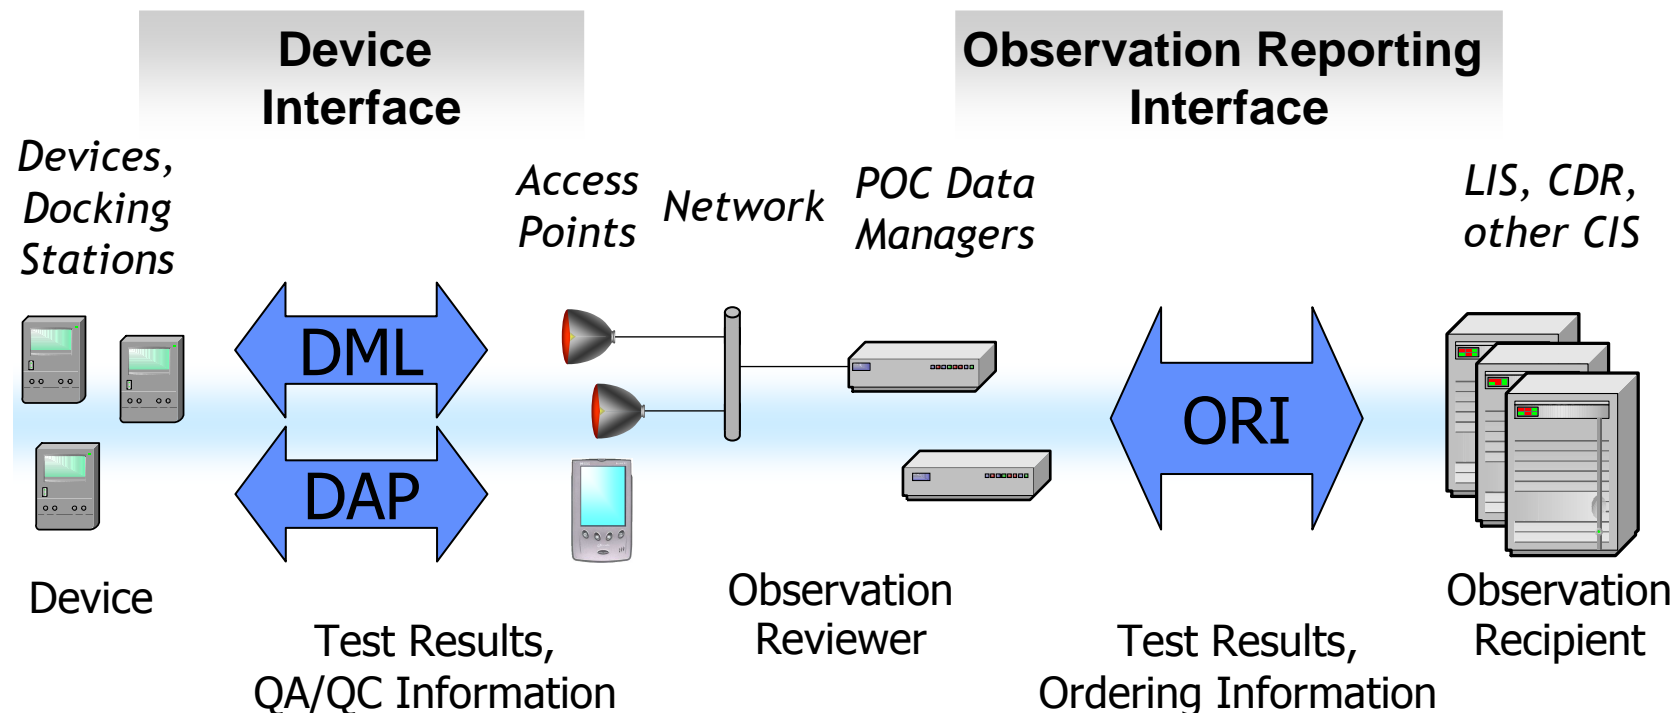 Device
Interface
Observation Reporting
Interface
Devices,
Docking
Stations
Access
Points
Network
POC Data
Managers
LIS, CDR,
other CIS
DML
DAP
ORI
Device
Test Results,
QA/QC Information
Observation
Reviewer
Test Results,
Ordering Information
Observation
Recipient